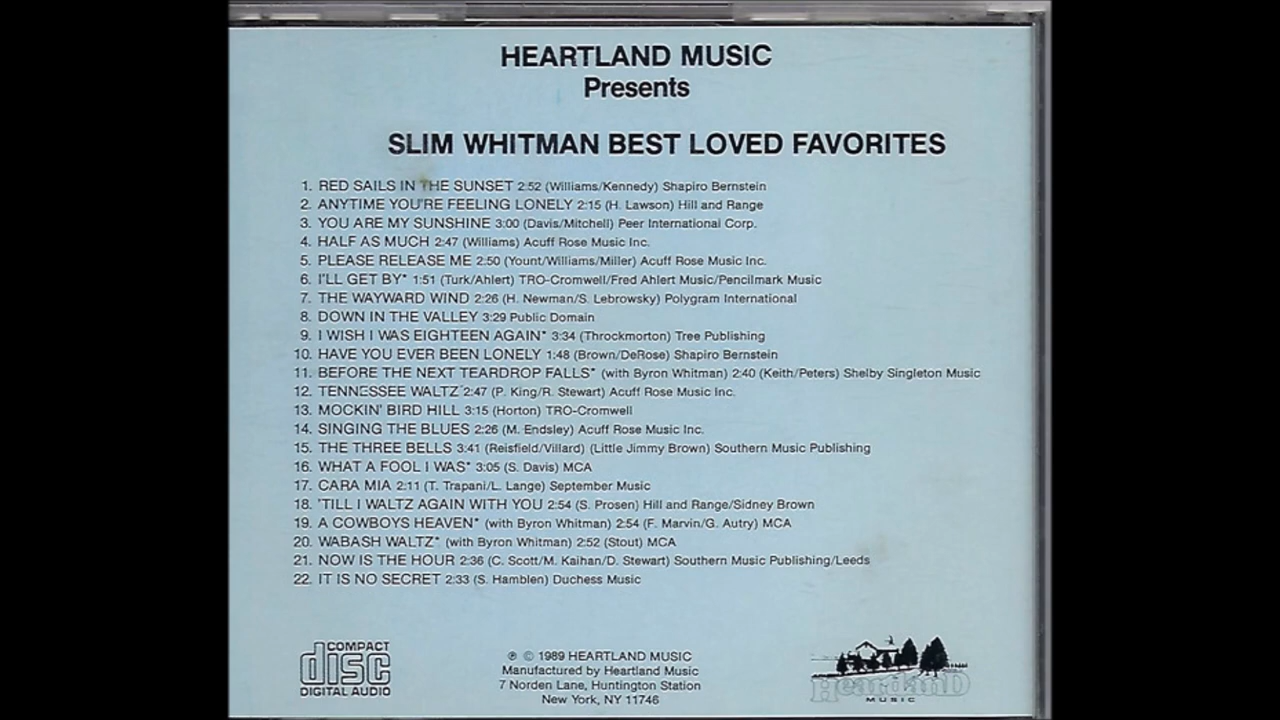 HEARTLAND MUSIC
Presents
SLIM WHITMAN BEST LOVED FAVORITES
1. RED SAILS IN THE SUNSET 2:52 (Williams/Kennedy) Shapiro Bernstein
2. ANYTIME YOU'RE FEELING LONELY 2:15 (H. Lawson) Hill and Range
3. YOU ARE MY SUNSHINE 3:00 (Davis/Mitchell) Peer International Corp.
4. HALF AS MUCH 2:47 (Williams) Acuff Rose Music Inc.
5. PLEASE RELEASE ME 2:50 (Yount/Williams/Miller) Acuff Rose Music Inc.
6. I'LL GET BY* 1:51 (Turk/Ahlert) TRO-Cromwell/Fred Ahlert Music/Pencilmark Music
7. THE WAYWARD WIND 2:26 (H. Newman/S. Lebrowsky) Polygram International
8. DOWN IN THE VALLEY 3:29 Public Domain
9. I WISH I WAS EIGHTEEN AGAIN* 3:34 (Throckmorton) Tree Publishing
10. HAVE YOU EVER BEEN LONELY 1:48 (Brown/DeRose) Shapiro Bernstein
11. BEFORE THE NEXT TEARDROP FALLS* (with Byron Whitman) 2:40 (Keith/Peters) Shelby Singleton Music
12. TENNESSEE WALTZ 2:47 (P. King/R. Stewart) Acuff Rose Music Inc.
13. MOCKIN' BIRD HILL 3:15 (Horton) TRO-Cromwell
14. SINGING THE BLUES 2:26 (M. Endsley) Acuff Rose Music Inc.
15. THE THREE BELLS 3:41 (Reisfield/Villard) (Little Jimmy Brown) Southern Music Publishing
16. WHAT A FOOL I WAS* 3:05 (S. Davis) MCA
17. CARA MIA 2:11 (T. Trapani/L. Lange) September Music
18. 'TILL I WALTZ AGAIN WITH YOU 2:54 (S. Prosen) Hill and Range/Sidney Brown
19. A COWBOYS HEAVEN* (with Byron Whitman) 2:54 (F. Marvin/G. Autry) MCA
20. WABASH WALTZ* (with Byron Whitman) 2:52 (Stout) MCA
21. NOW IS THE HOUR 2:36 (C. Scott/M. Kaihan/D. Stewart) Southern Music Publishing/Leeds
22. IT IS NO SECRET 2:33 (S. Hamblen) Duchess Music
COMPACT
disc
DIGITAL AUDIO
℗ © 1989 HEARTLAND MUSIC
Manufactured by Heartland Music
7 Norden Lane, Huntington Station
New York, NY 11746
HeartlanD
MUSIC